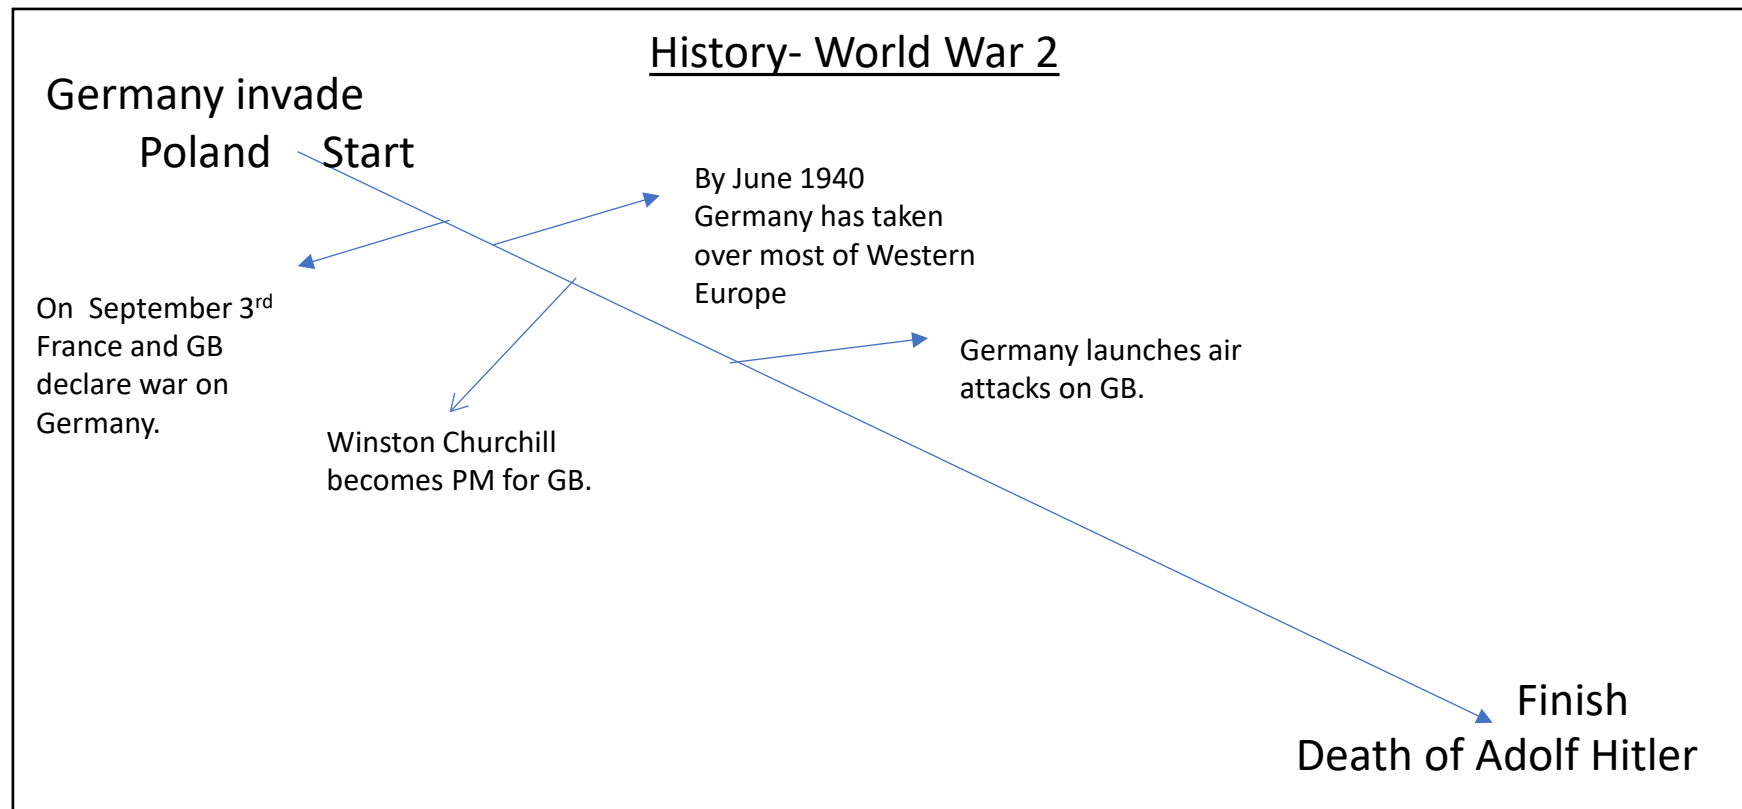 History- World War 2
Germany invade
Poland Start
By June 1940
Germany has taken
over most of Western
Europe
On  September 3rd
France and GB
declare war on
Germany.
Germany launches air
attacks on GB.
Winston Churchill
becomes PM for GB.
Finish
Death of Adolf Hitler